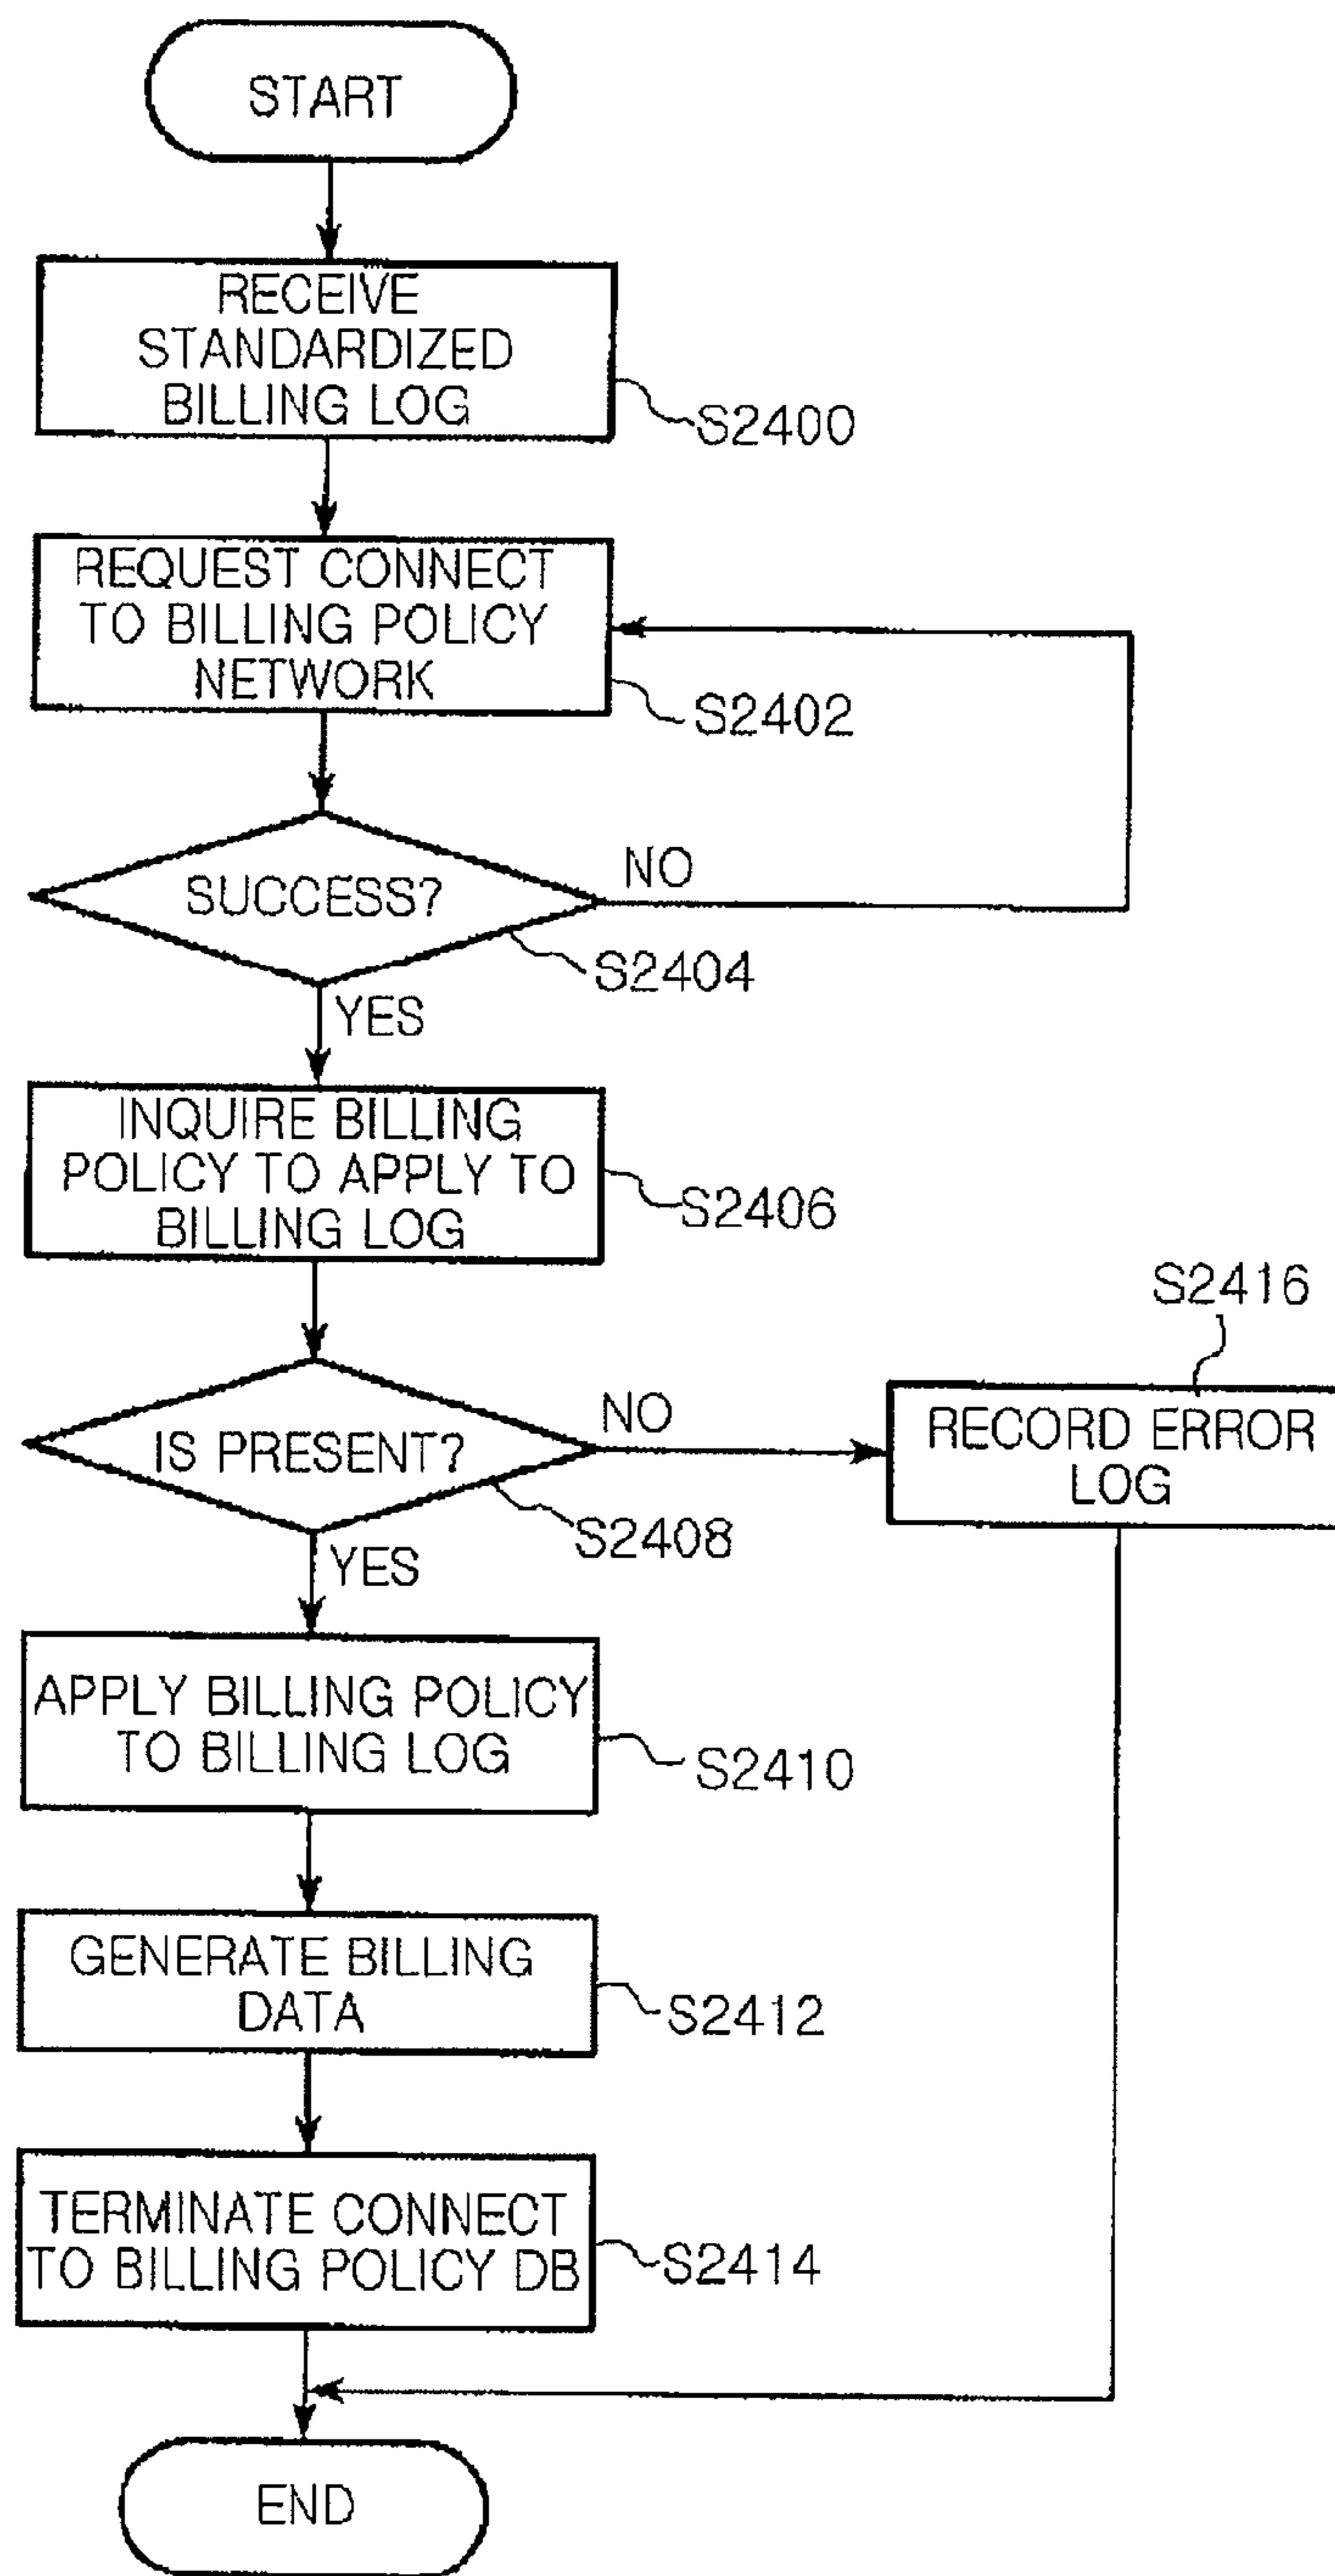 START
RECEIVE
STANDARDIZED
BILLING LOG
S2400
REQUEST CONNECT
TO BILLING POLICY
NETWORK
S2402
SUCCESS?
NO
S2404
YES
INQUIRE BILLING
POLICY TO APPLY TO
BILLING LOG
S2406
S2416
IS PRESENT?
NO
RECORD ERROR
LOG
S2408
YES
APPLY BILLING POLICY
TO BILLING LOG
S2410
GENERATE BILLING
DATA
S2412
TERMINATE CONNECT
TO BILLING POLICY DB
S2414
END